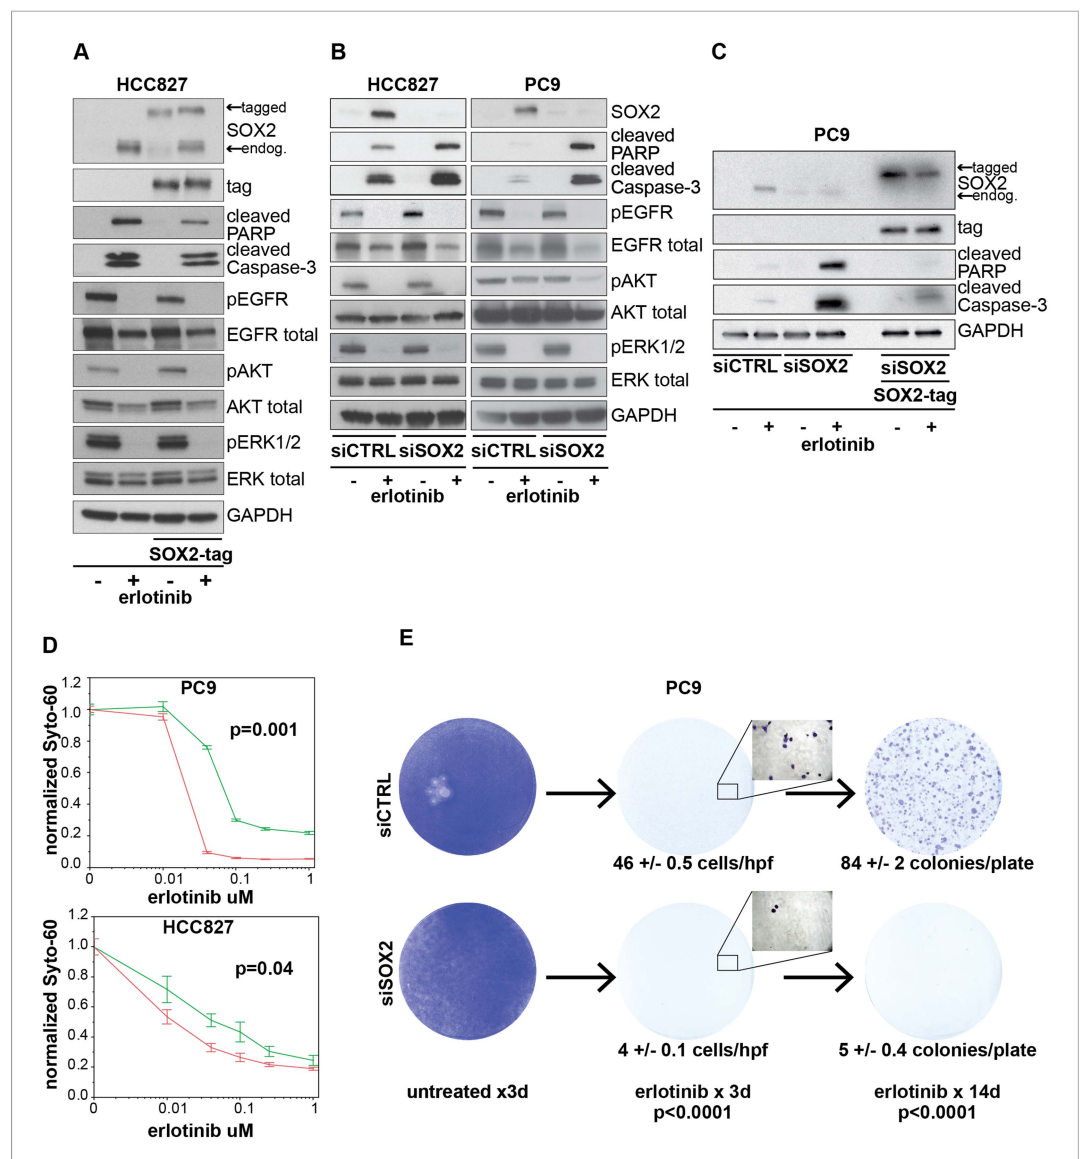 A
HCC827
←tagged
SOX2
←endog.
tag
cleaved
PARP
cleaved
Caspase-3
pEGFR
EGFR total
pAKT
AKT total
pERK1/2
ERK total
GAPDH
SOX2-tag
- + - +
erlotinib
B
HCC827 PC9
SOX2
cleaved
PARP
cleaved
Caspase-3
pEGFR
EGFR total
pAKT
AKT total
pERK1/2
ERK total
GAPDH
siCTRL siSOX2 siCTRL siSOX2
- + - + - + - +
erlotinib erlotinib
C
PC9
←tagged
SOX2
←endog.
tag
cleaved
PARP
cleaved
Caspase-3
GAPDH
siCTRL siSOX2 siSOX2
SOX2-tag
- + - + - +
erlotinib
D
PC9
p=0.001
normalized Syto-60
1.2
1.0
0.8
0.6
0.4
0.2
0.0
0 0.01 0.1 1
erlotinib uM
HCC827
p=0.04
normalized Syto-60
1.2
1.0
0.8
0.6
0.4
0.2
0.0
0 0.01 0.1 1
erlotinib uM
E
PC9
siCTRL
46 +/- 0.5 cells/hpf
84 +/- 2 colonies/plate
siSOX2
4 +/- 0.1 cells/hpf
5 +/- 0.4 colonies/plate
untreated x3d
erlotinib x 3d
p<0.0001
erlotinib x 14d
p<0.0001